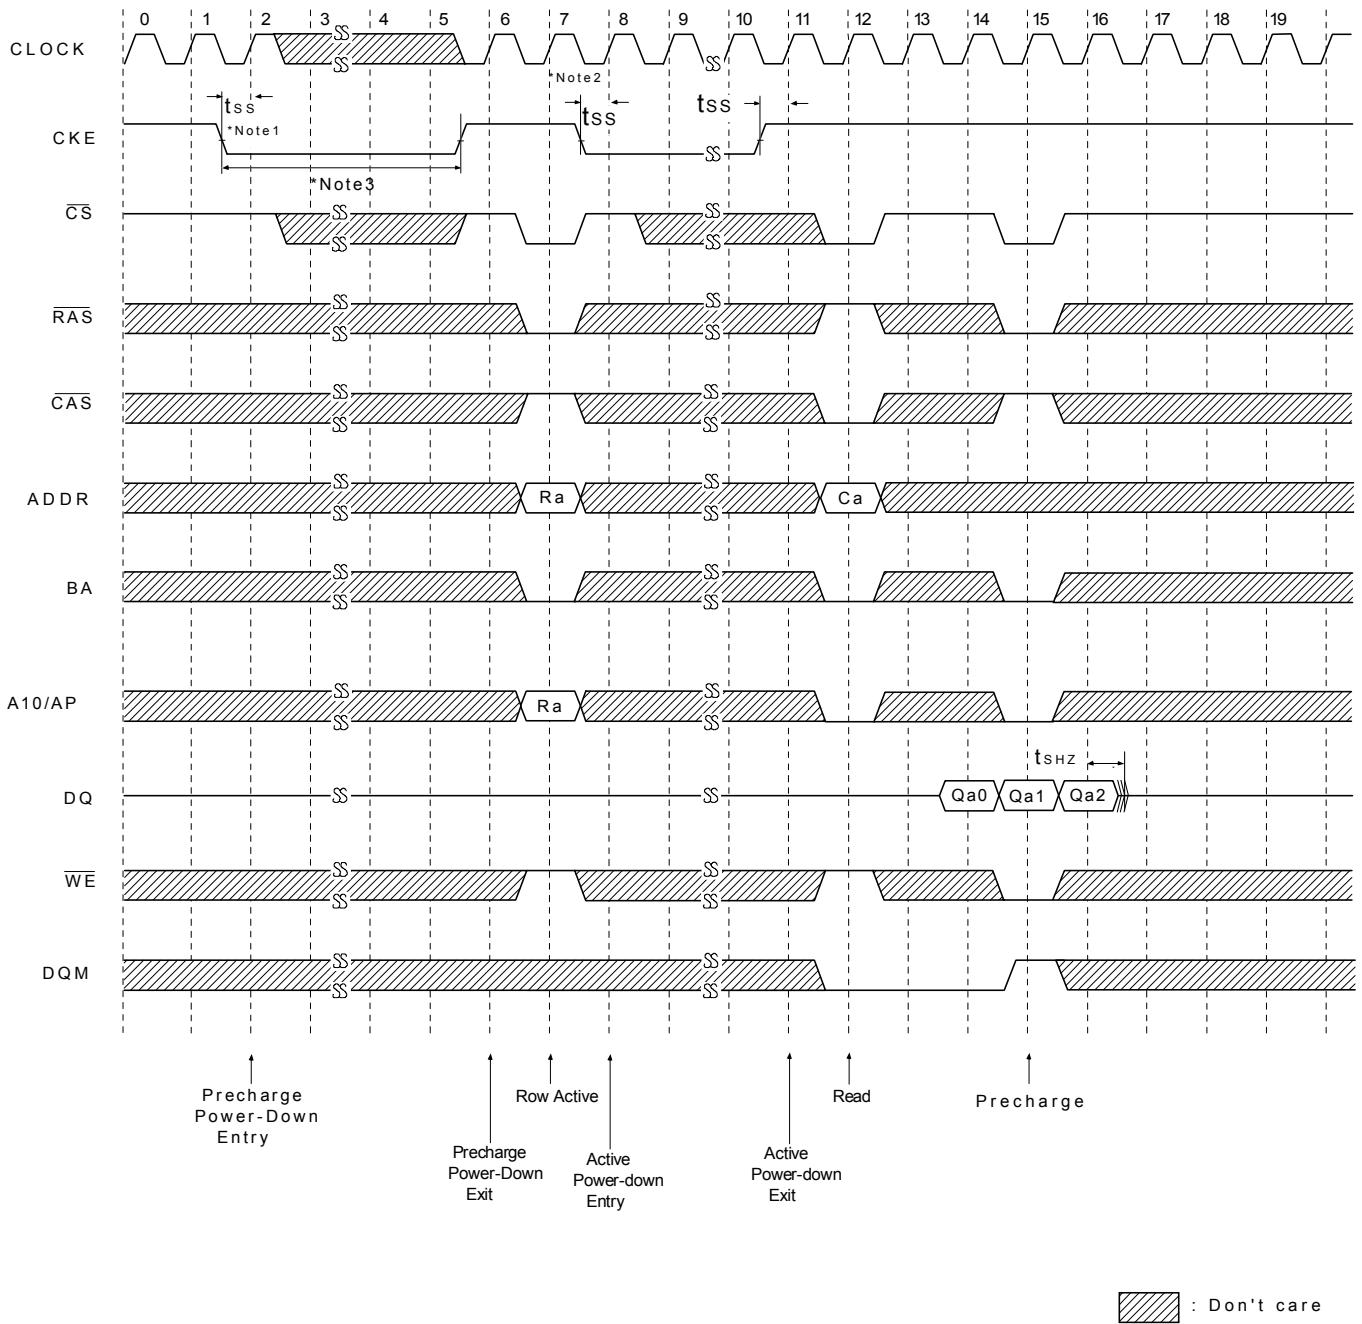 0 1 2 3 4 5 6 7 8 9 10 11 12 13 14 15 16 17 18 19
CLOCK
*Note2
tSS
tSS
tSS
*Note1
CKE
*Note3
CS
RAS
CAS
ADDR
Ra
Ca
BA
A10/AP
Ra
tSHZ
DQ
Qa0
Qa1
Qa2
WE
DQM
Precharge
Power-Down
Entry
Row Active
Read
Precharge
Precharge
Power-Down
Exit
Active
Power-down
Entry
Active
Power-down
Exit
: Don't care